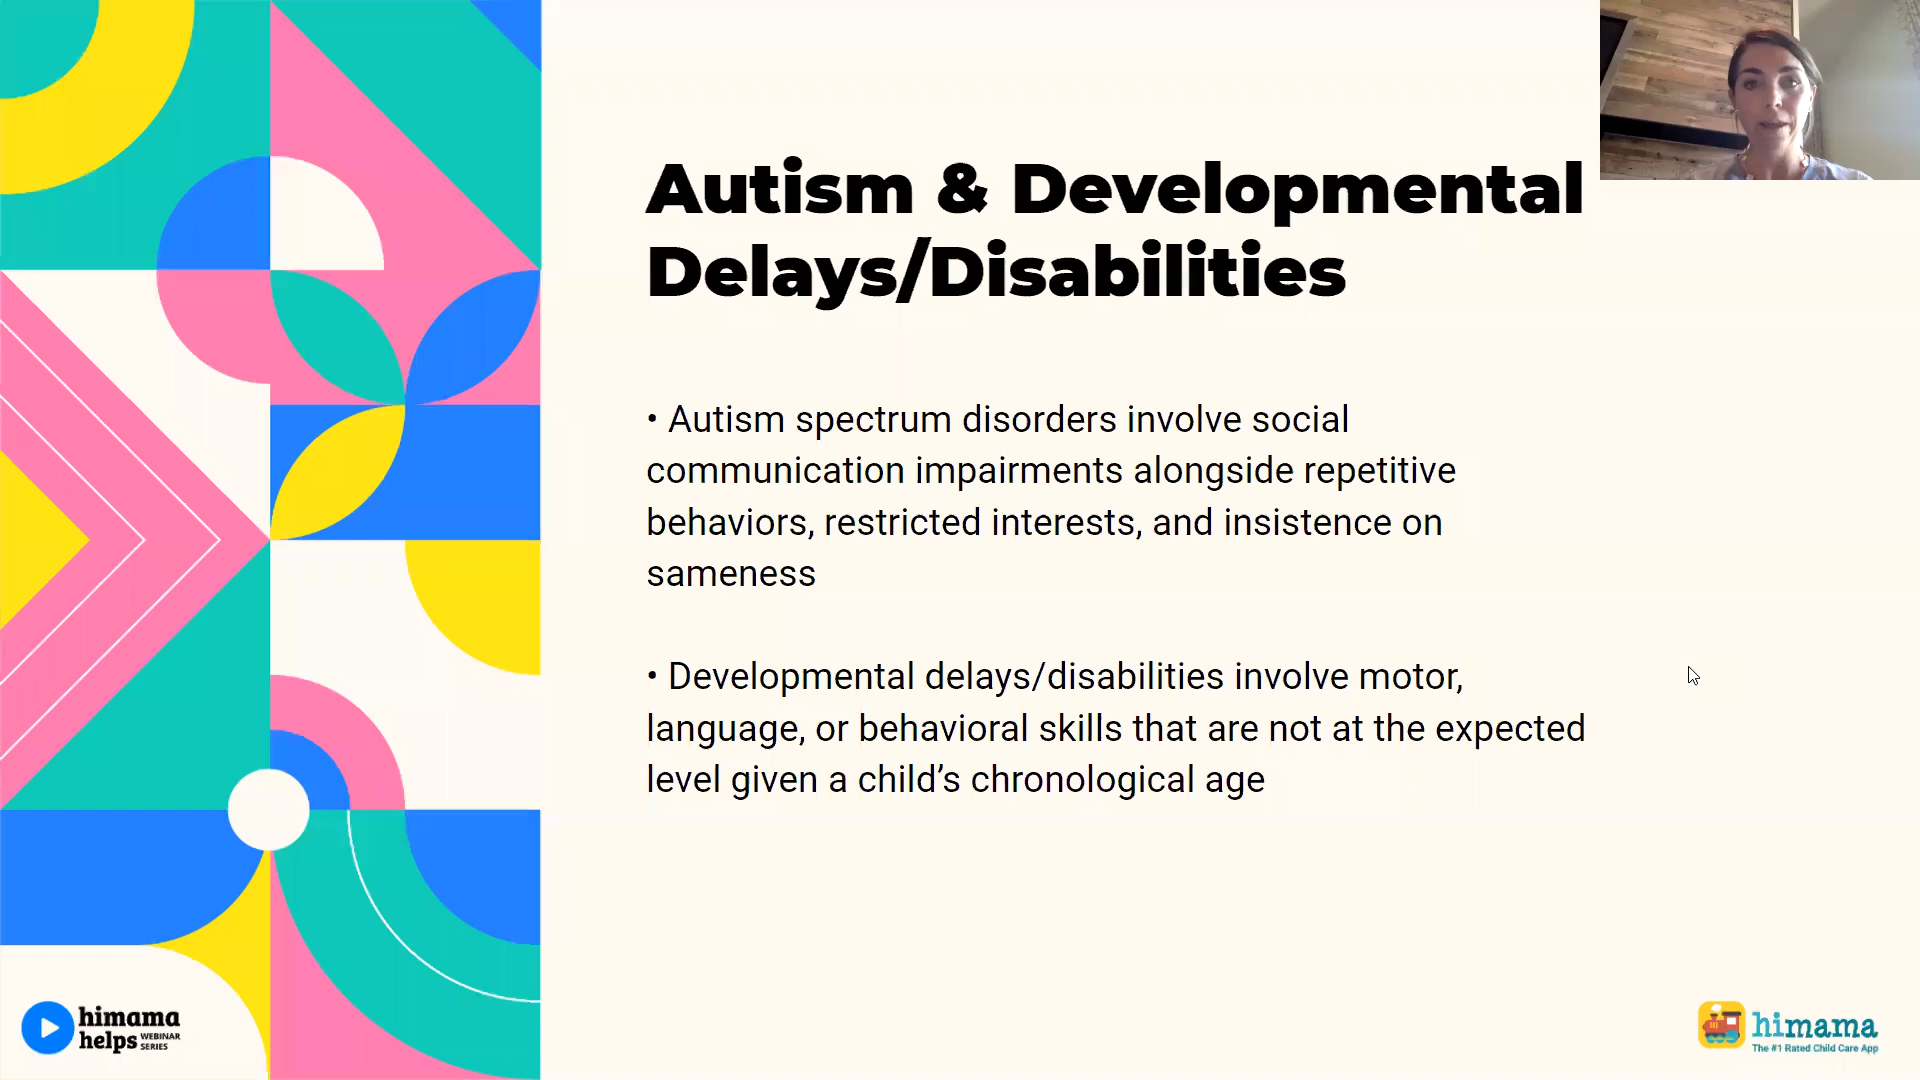 Autism & Developmental
Delays/Disabilities
• Autism spectrum disorders involve social
communication impairments alongside repetitive
behaviors, restricted interests, and insistence on
sameness
• Developmental delays/disabilities involve motor,
language, or behavioral skills that are not at the expected
level given a child’s chronological age
himama
helps WEBINAR
SERIES
himama
The #1 Rated Child Care App